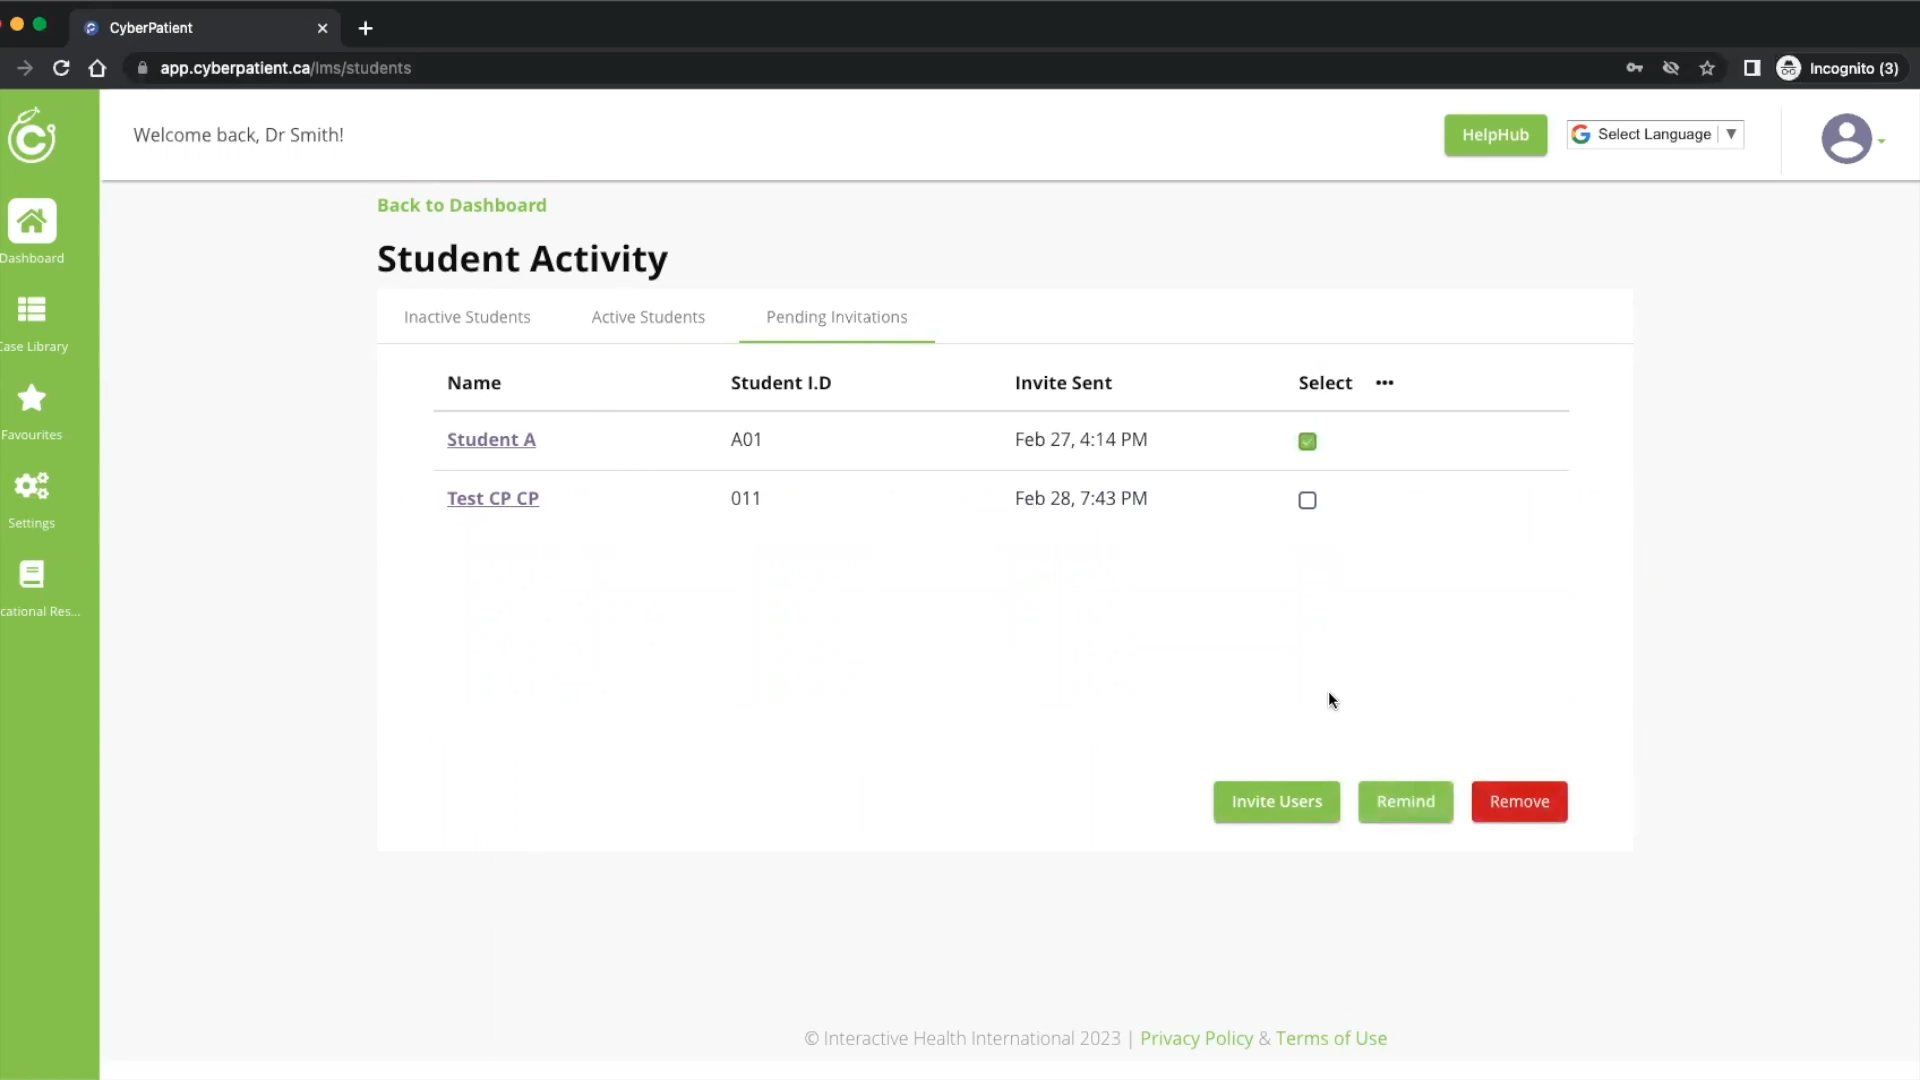 CyberPatient
app.cyberpatient.ca/lms/students
Incognito (3)
Welcome back, Dr Smith!
HelpHub
Select Language
Back to Dashboard
Student Activity
Dashboard
Case Library
Favourites
Settings
cational Res...
Inactive Students
Active Students
Pending Invitations
Name Student I.D Invite Sent Select •••
Student A A01 Feb 27, 4:14 PM
Test CP CP 011 Feb 28, 7:43 PM
Invite Users
Remind
Remove
© Interactive Health International 2023 | Privacy Policy & Terms of Use